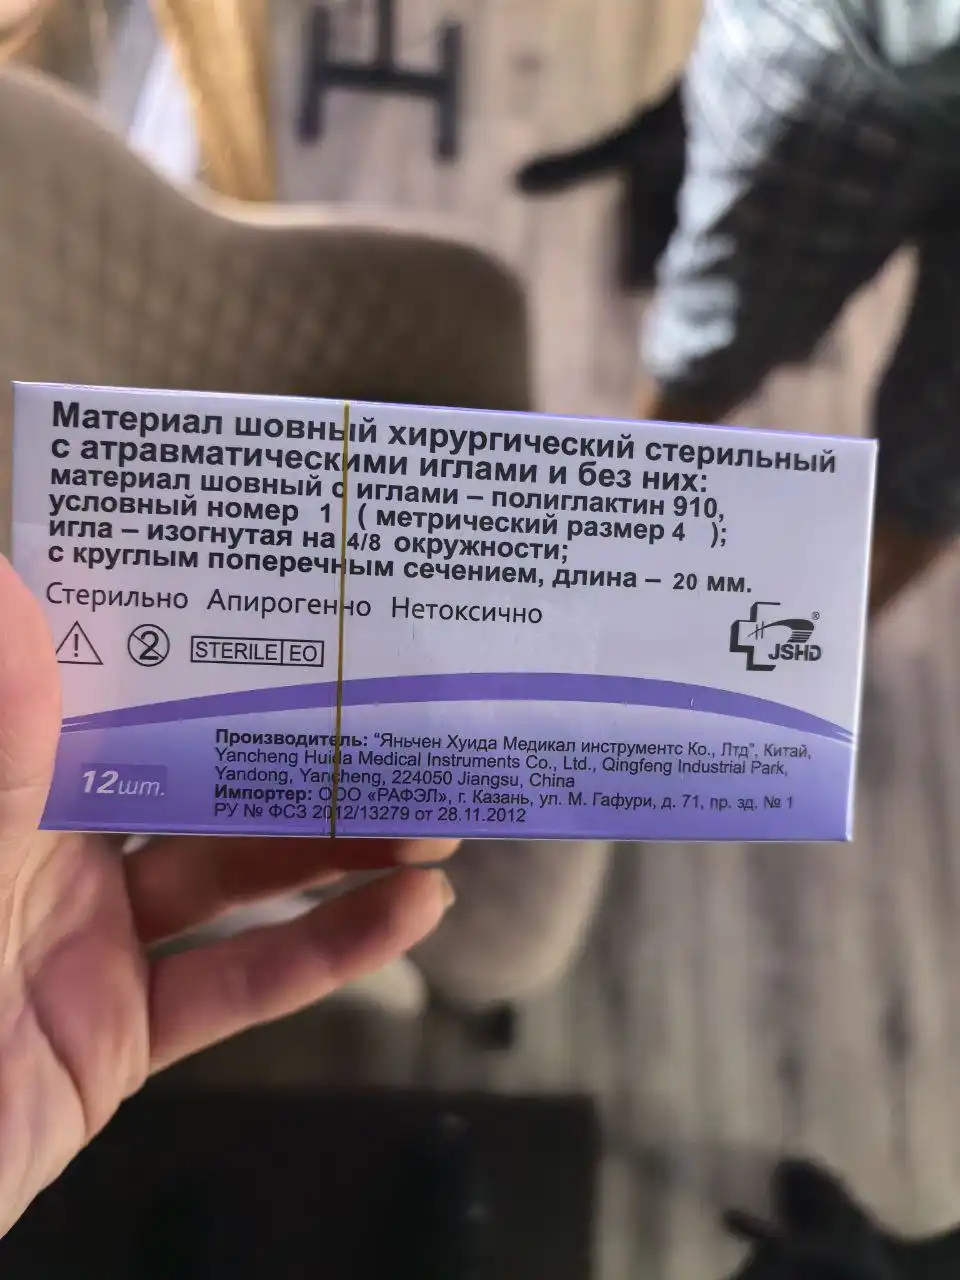 Материал шовный хирургический стерильный
с атравматическими иглами и без них:
материал шовный с иглами – полиглактин 910,
условный номер 1 ( метрический размер 4 );
игла – изогнутая на 4/8 окружности;
с круглым поперечным сечением, длина – 20 мм.
Стерильно Апирогенно Нетоксично
2
STERILE EO
JSHD ®
Производитель: "Яньчен Хуида Медикал инструментс Ко., Лтд", Китай,
Yancheng Huida Medical Instruments Co., Ltd., Qingfeng Industrial Park,
Yandong, Yancheng, 224050 Jiangsu, China
Импортер: ООО «РАФЭЛ», г. Казань, ул. М. Гафури, д. 71, пр. зд. № 1
РУ № ФСЗ 2012/13279 от 28.11.2012
12шт.